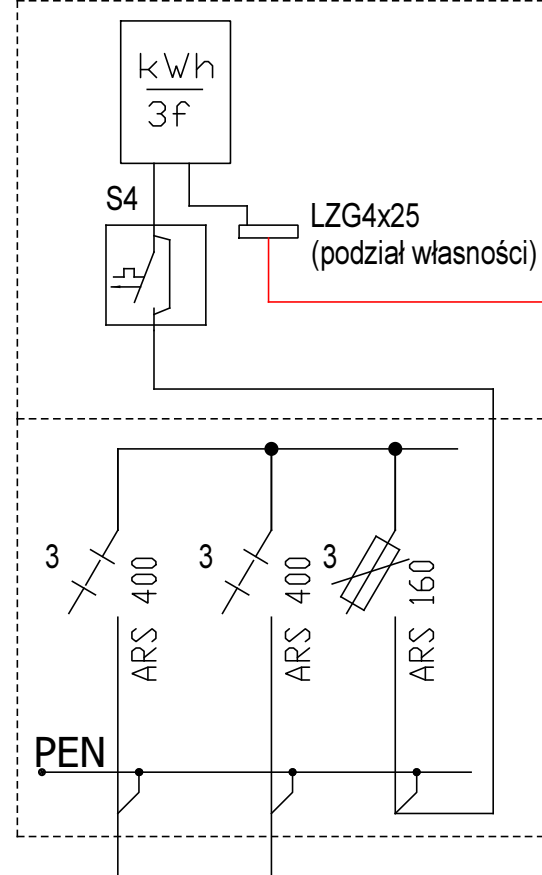 kWh
3f
S4
LZG4x25
(podział własności)
3
ARS 400
3
ARS 400
3
ARS 160
PEN